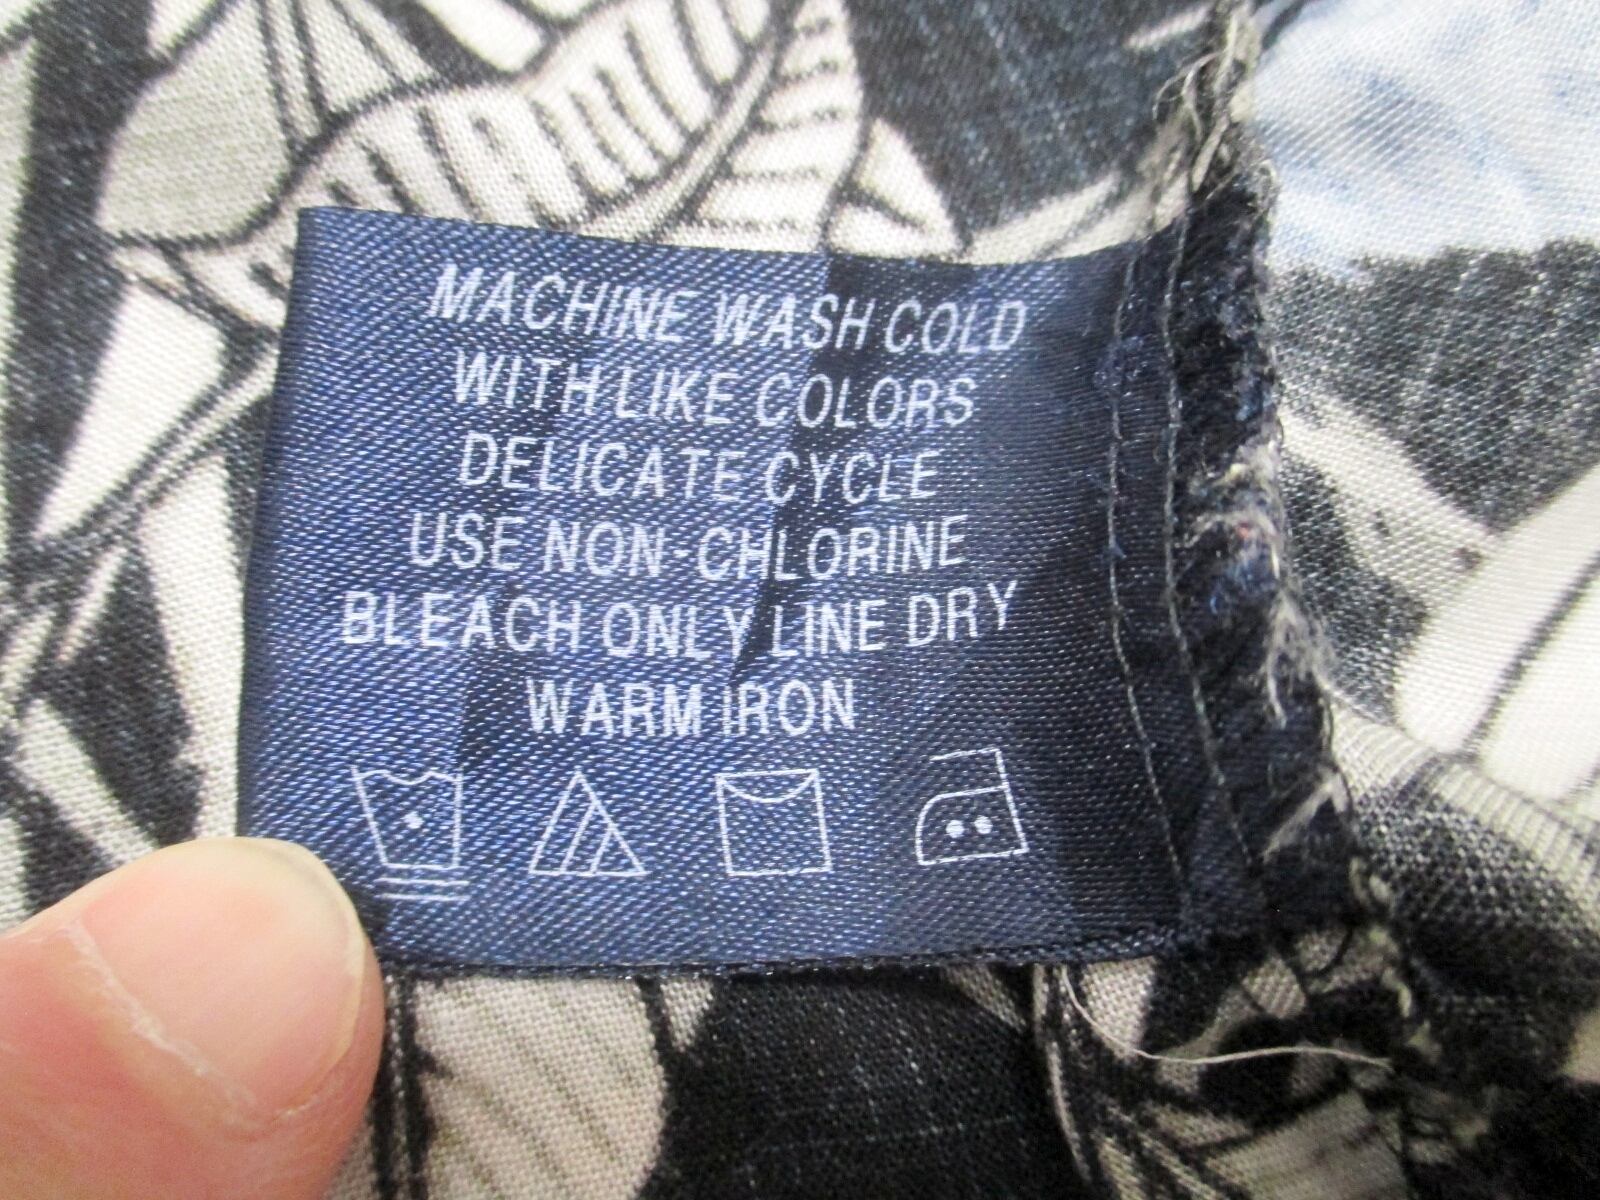 MACHINE WASH COLD
WITH LIKE COLORS
DELICATE CYCLE
USE NON-CHLORINE
BLEACH ONLY LINE DRY
WARM IRON